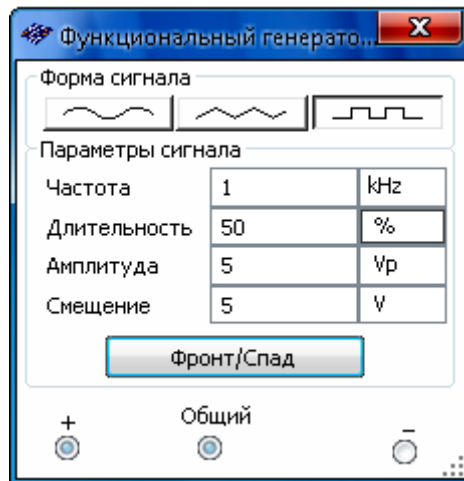 Функциональный генерато...
Форма сигнала
Параметры сигнала
Частота 1 kHz
Длительность 50 %
Амплитуда 5 Vp
Смещение 5 V
Фронт/Спад
+ Общий –